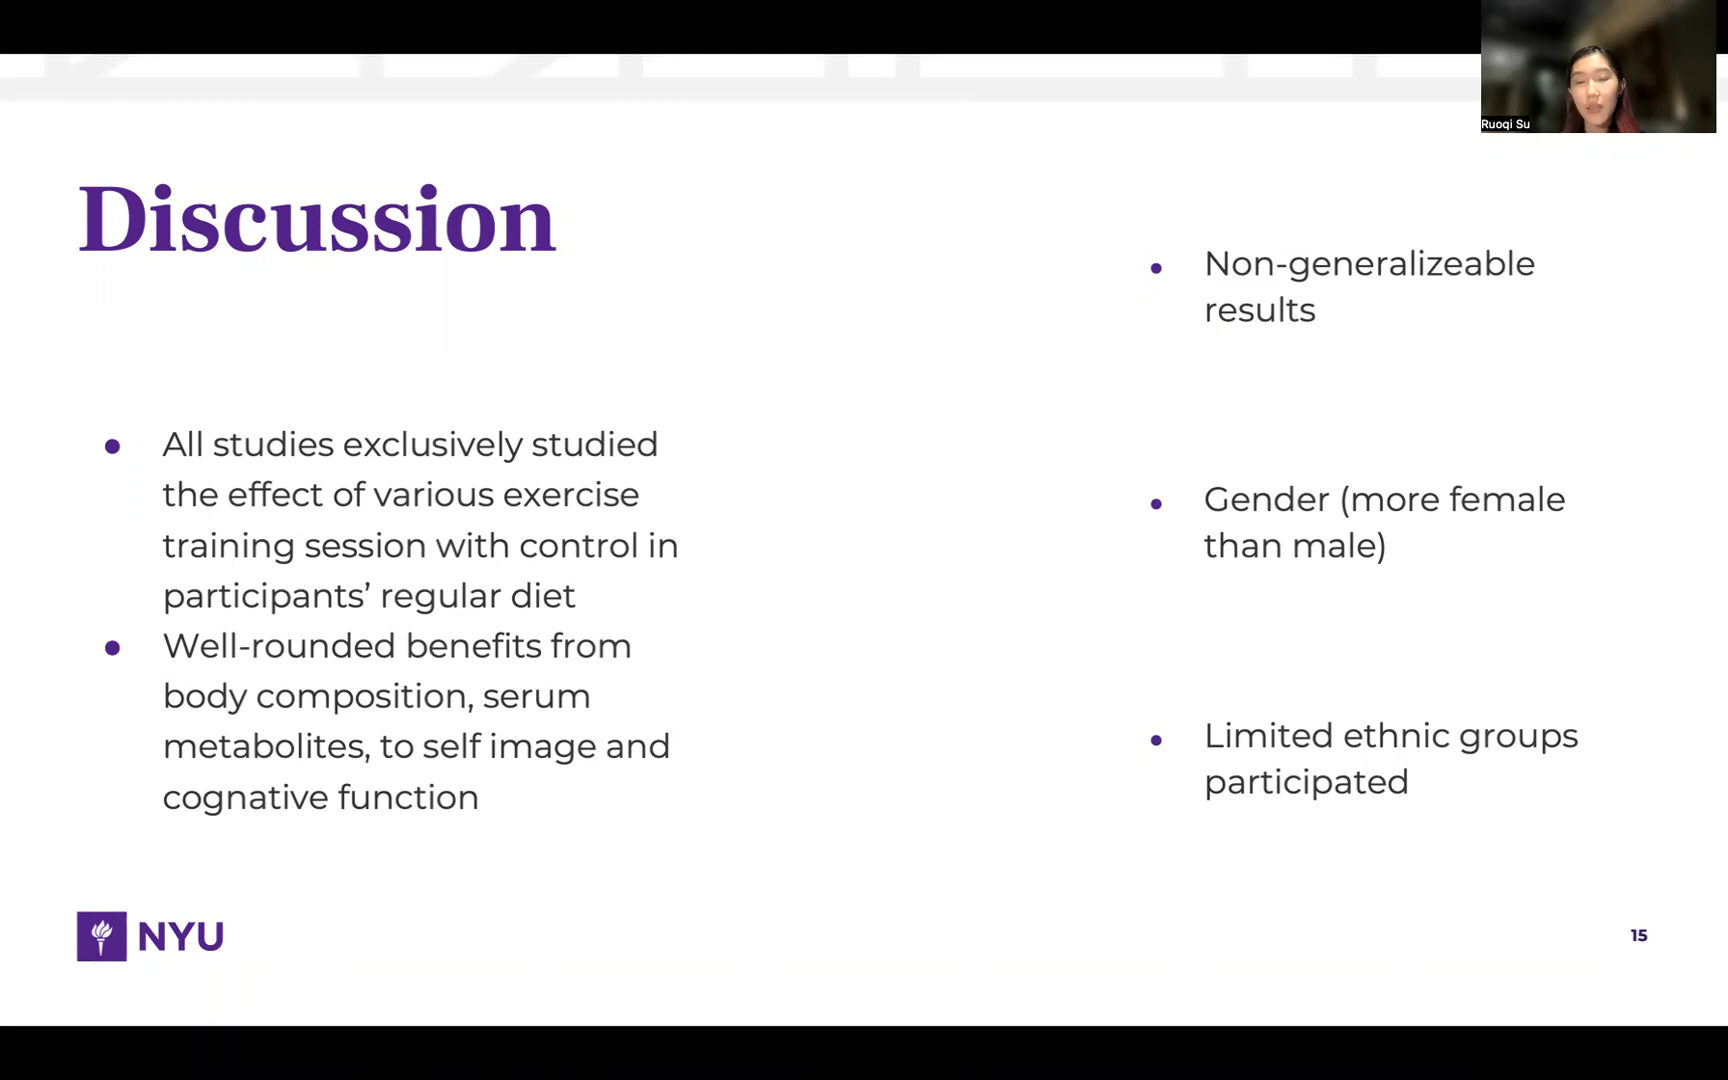 Ruoqi Su
Discussion
• All studies exclusively studied
the effect of various exercise
training session with control in
participants’ regular diet
• Well-rounded benefits from
body composition, serum
metabolites, to self image and
cognative function
• Non-generalizeable
results
• Gender (more female
than male)
• Limited ethnic groups
participated
NYU
15